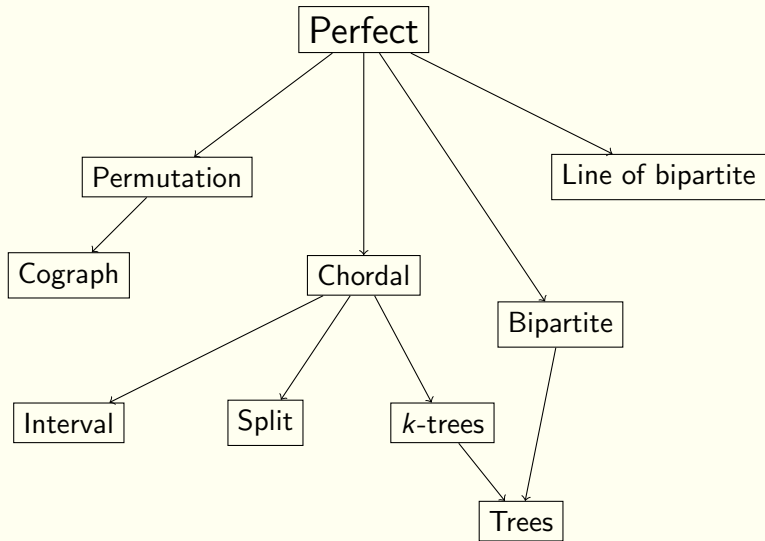 Perfect
Permutation
Line of bipartite
Cograph
Chordal
Bipartite
Interval
Split
k-trees
Trees